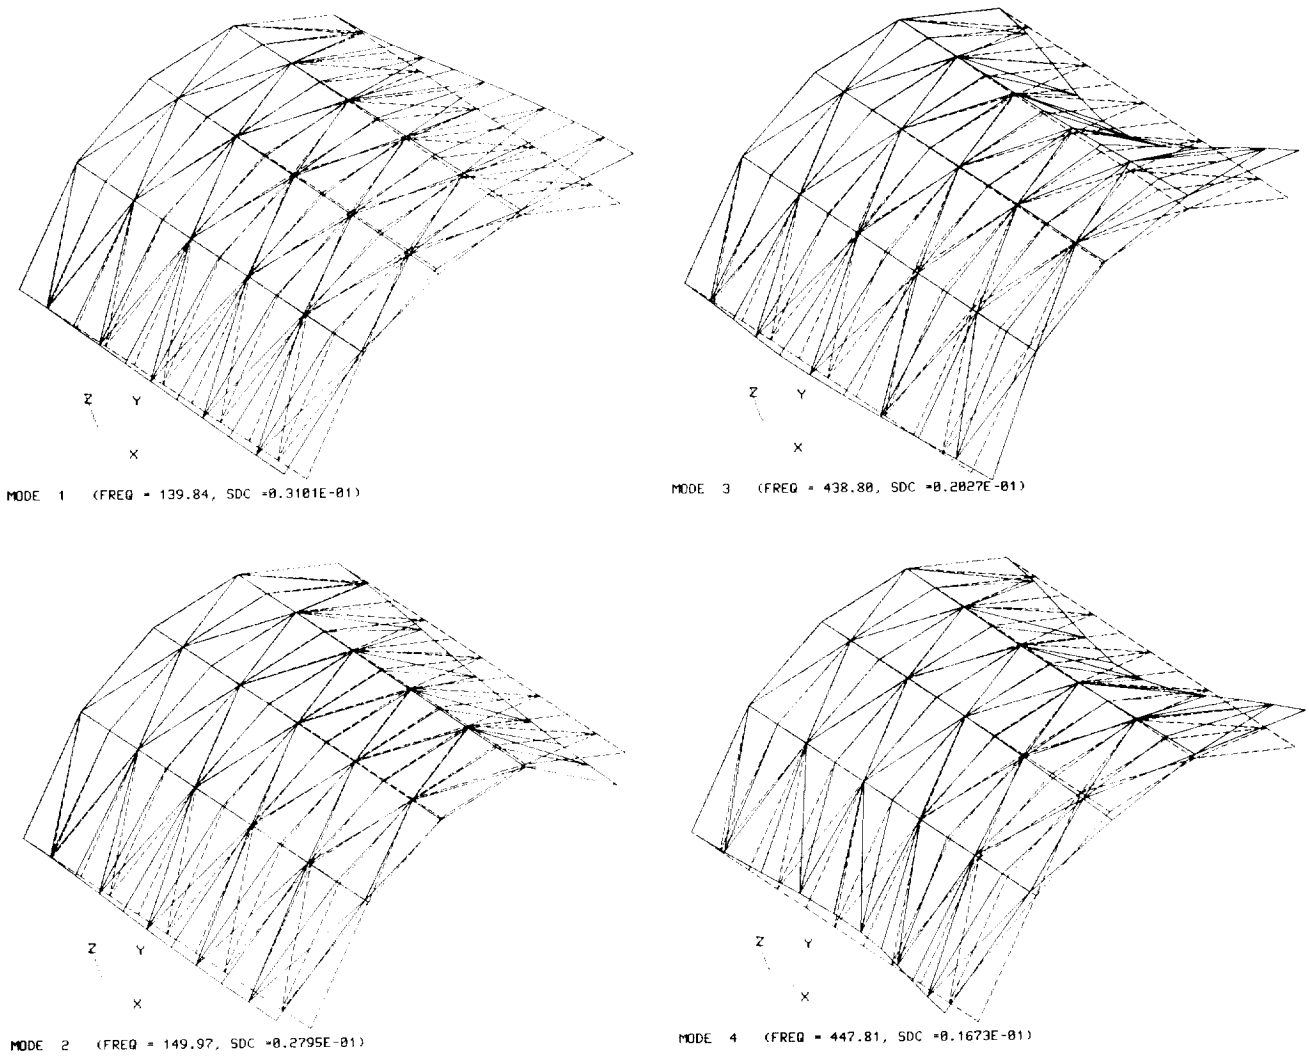 Z Y
X
MODE 1 (FREQ = 139.84, SDC =0.3101E-01)
Z Y
X
MODE 3 (FREQ = 438.80, SDC =0.2027E-01)
Z Y
X
MODE 2 (FREQ = 149.97, SDC =0.2795E-01)
Z Y
X
MODE 4 (FREQ = 447.81, SDC =0.1673E-01)